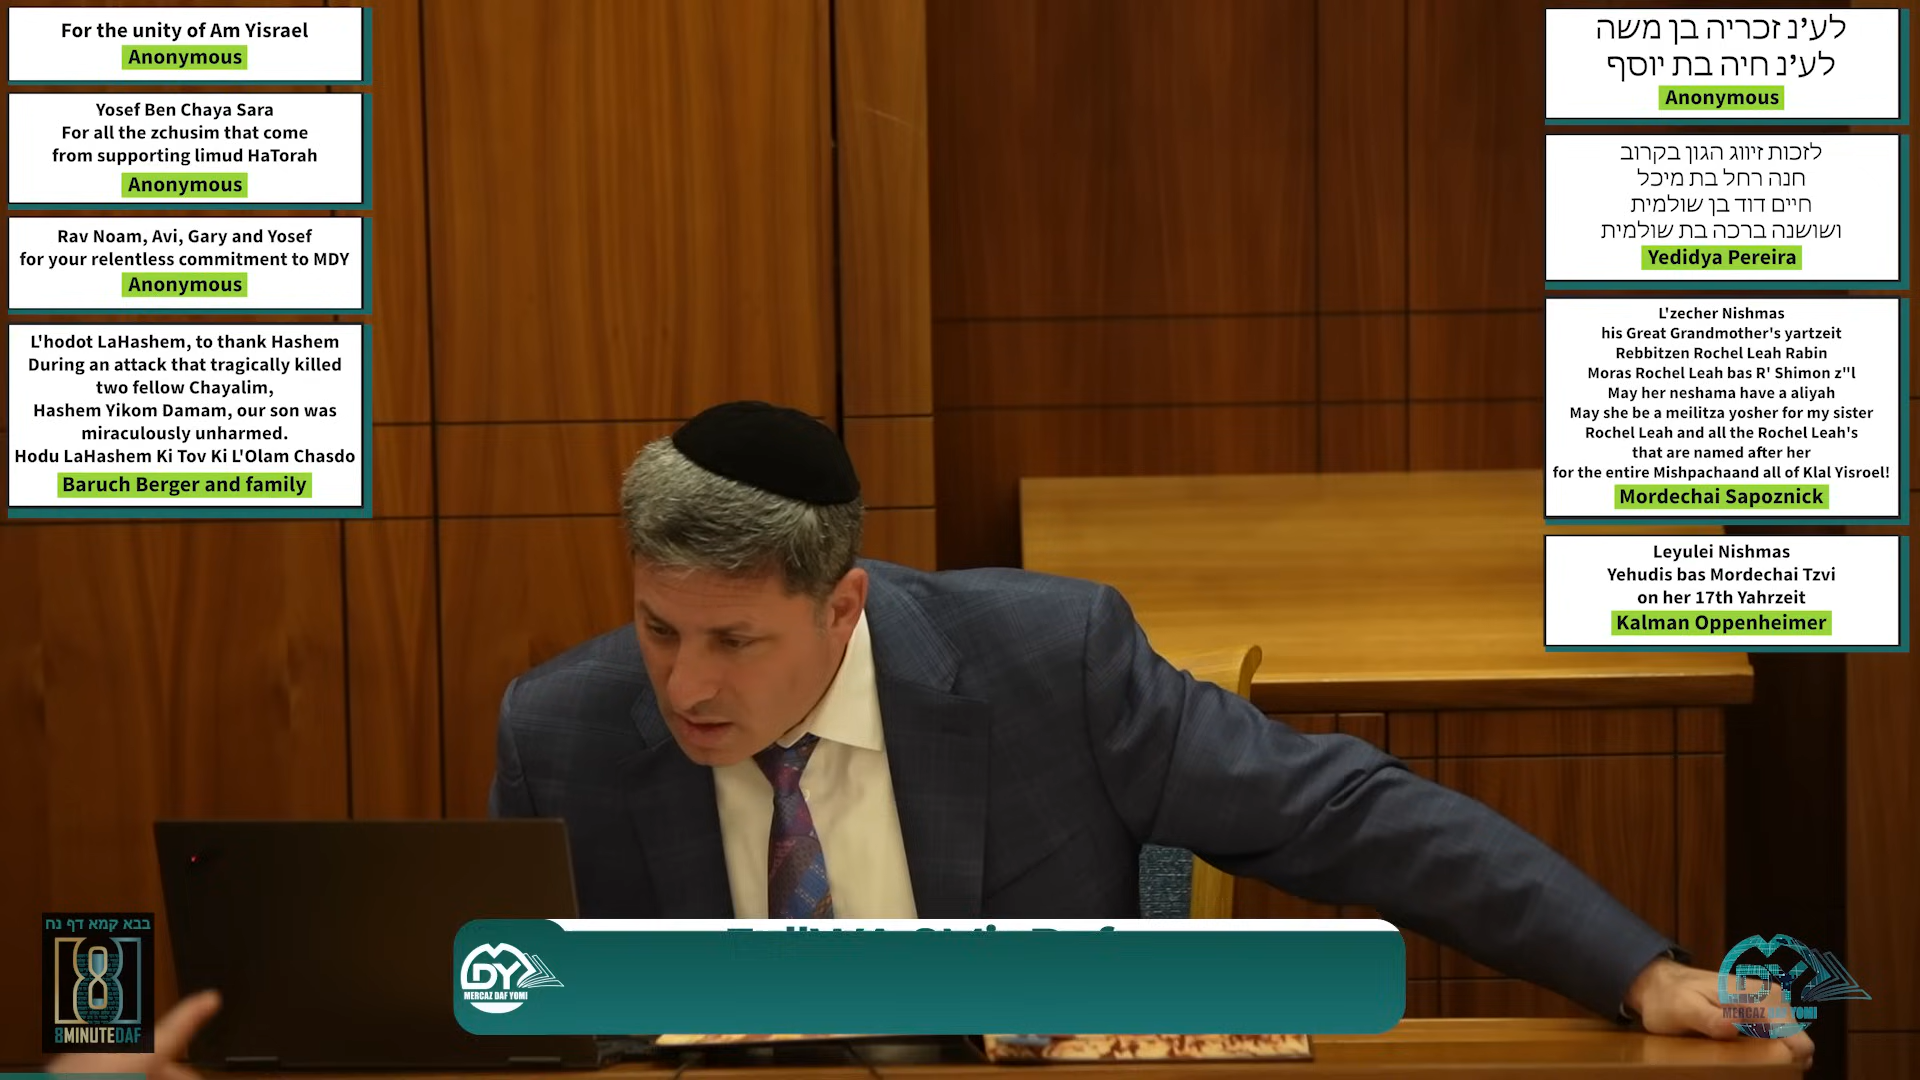 For the unity of Am Yisrael
Anonymous
Yosef Ben Chaya Sara
For all the zchusim that come
from supporting limud HaTorah
Anonymous
Rav Noam, Avi, Gary and Yosef
for your relentless commitment to MDY
Anonymous
L'hodot LaHashem, to thank Hashem
During an attack that tragically killed
two fellow Chayalim,
Hashem Yikom Damam, our son was
miraculously unharmed.
Hodu LaHashem Ki Tov Ki L'Olam Chasdo
Baruch Berger and family
לע'נ זכריה בן משה
לע'נ חיה בת יוסף
Anonymous
לזכות זיווג הגון בקרוב
חנה רחל בת מיכל
חיים דוד בן שולמית
ושושנה ברכה בת שולמית
Yedidya Pereira
L'zecher Nishmas
his Great Grandmother's yartzeit
Rebbitzen Rochel Leah Rabin
Moras Rochel Leah bas R' Shimon z"l
May her neshama have a aliyah
May she be a meilitza yosher for my sister
Rochel Leah and all the Rochel Leah's
that are named after her
for the entire Mishpachaand all of Klal Yisroel!
Mordechai Sapoznick
Leyulei Nishmas
Yehudis bas Mordechai Tzvi
on her 17th Yahrzeit
Kalman Oppenheimer
בבא קמא דף נח
8
8MINUTEDAF
MDY
MERCAZ DAF YOMI
MDY
MERCAZ DAF YOMI